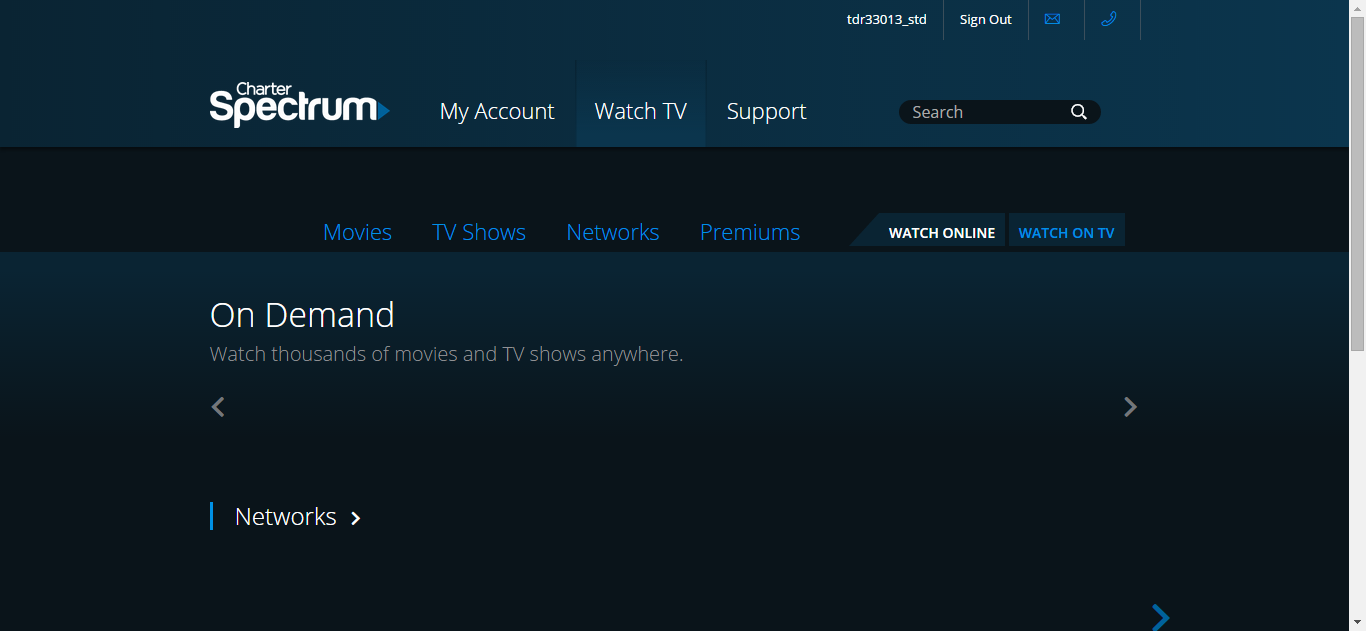 tdr33013_std Sign Out
Charter
Spectrum
My Account Watch TV Support Search
Movies TV Shows Networks Premiums WATCH ONLINE WATCH ON TV
On Demand
Watch thousands of movies and TV shows anywhere.
Networks